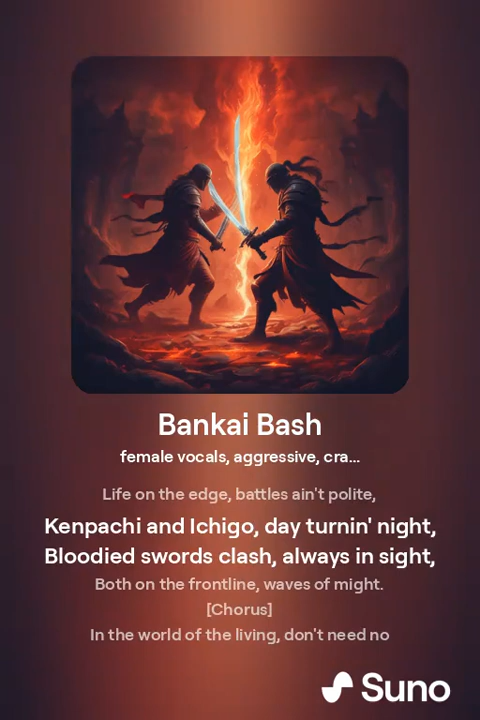 Bankai Bash
female vocals, aggressive, cra...
Life on the edge, battles ain't polite,
Kenpachi and Ichigo, day turnin' night,
Bloodied swords clash, always in sight,
Both on the frontline, waves of might.
[Chorus]
In the world of the living, don't need no
Suno